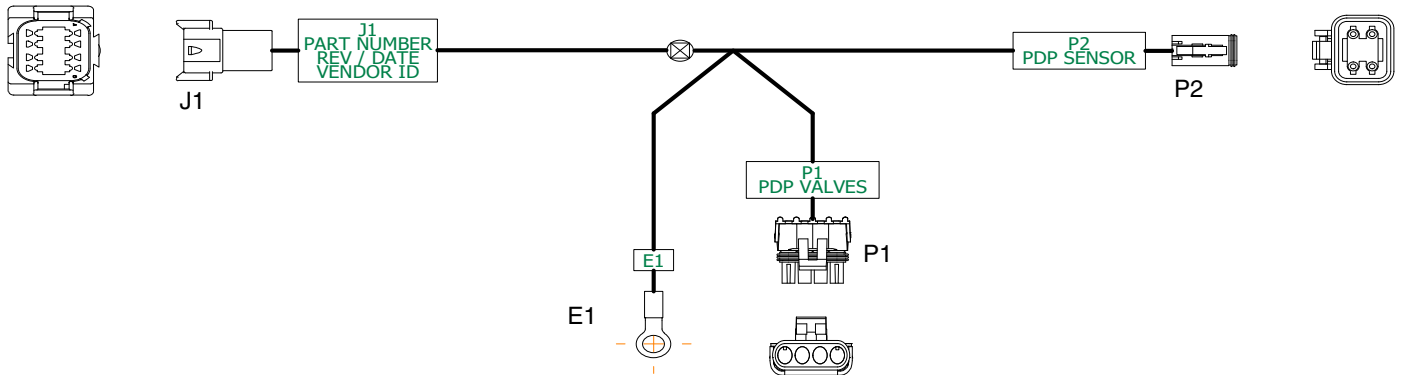 J1
PART NUMBER
REV / DATE
VENDOR ID
J1
P2
PDP SENSOR
P2
P1
PDP VALVES
P1
E1
E1